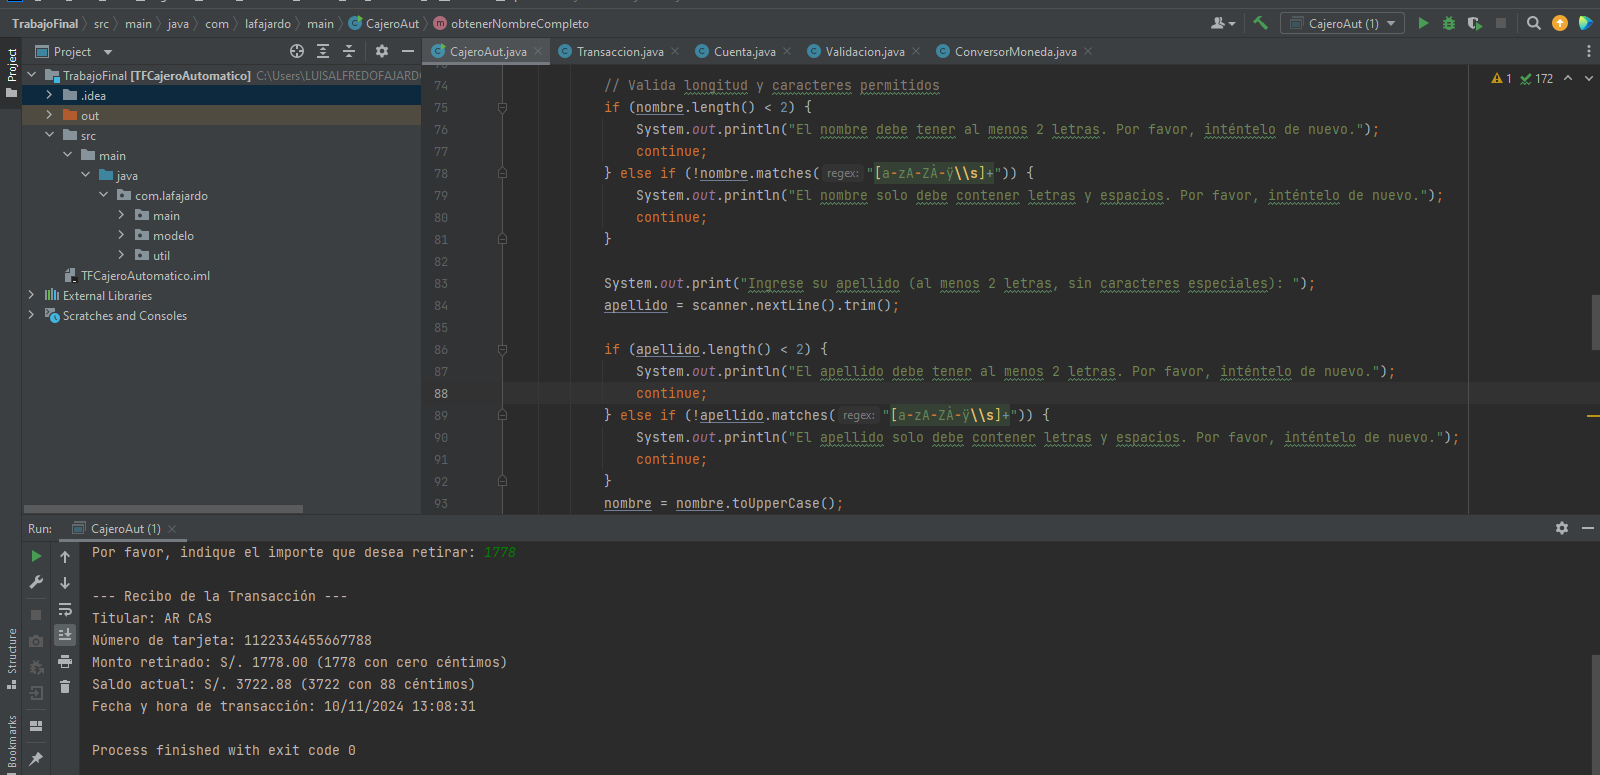 TrabajoFinal
src
main
java
com
lafajardo
main
CajeroAut
obtenerNombreCompleto
CajeroAut (1)
Project
Project
CajeroAut.java
Transaccion.java
Cuenta.java
Validacion.java
ConversorMoneda.java
TrabajoFinal [TFCajeroAutomatico] C:\Users\LUISALFREDOFAJARDO
.idea
out
src
main
java
com.lafajardo
main
modelo
util
TFCajeroAutomatico.iml
External Libraries
Scratches and Consoles
1 172
74 // Valida longitud y caracteres permitidos
75 if (nombre.length() < 2) {
76 System.out.println("El nombre debe tener al menos 2 letras. Por favor, inténtelo de nuevo.");
77 continue;
78 } else if (!nombre.matches( regex: "[a-zA-ZÀ-ÿ\\s]+")) {
79 System.out.println("El nombre solo debe contener letras y espacios. Por favor, inténtelo de nuevo.");
80 continue;
81 }
82
83 System.out.print("Ingrese su apellido (al menos 2 letras, sin caracteres especiales): ");
84 apellido = scanner.nextLine().trim();
85
86 if (apellido.length() < 2) {
87 System.out.println("El apellido debe tener al menos 2 letras. Por favor, inténtelo de nuevo.");
88 continue;
89 } else if (!apellido.matches( regex: "[a-zA-ZÀ-ÿ\\s]+")) {
90 System.out.println("El apellido solo debe contener letras y espacios. Por favor, inténtelo de nuevo.");
91 continue;
92 }
93 nombre = nombre.toUpperCase();
Run: CajeroAut (1)
Por favor, indique el importe que desea retirar: 1778
--- Recibo de la Transacción ---
Titular: AR CAS
Número de tarjeta: 1122334455667788
Monto retirado: S/. 1778.00 (1778 con cero céntimos)
Saldo actual: S/. 3722.88 (3722 con 88 céntimos)
Fecha y hora de transacción: 10/11/2024 13:08:31
Process finished with exit code 0
Structure
Bookmarks